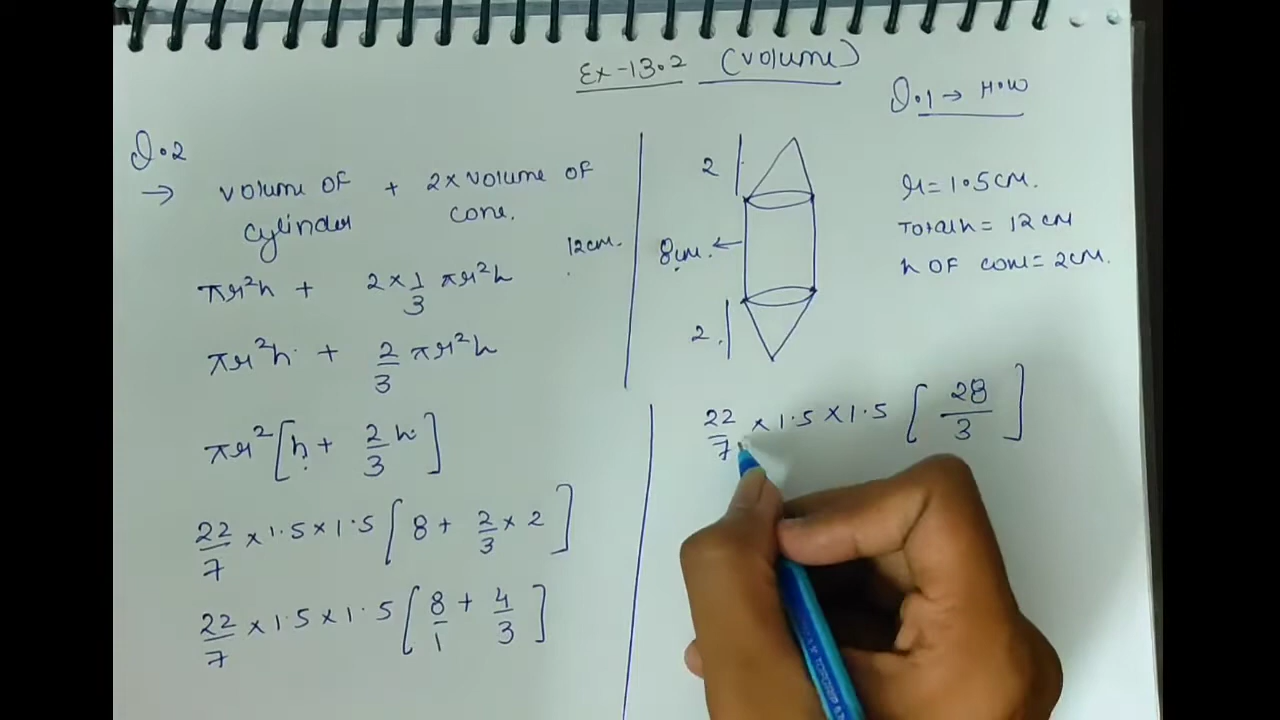 Ex-13.2 (volume)
Q.1 → H.W
Q.2
→ volume of cylinder + 2 x volume of cone.
πr²h + 2 × 1/3 πr²h
πr²h + 2/3 πr²h
πr² [h + 2/3 h]
22/7 × 1.5 × 1.5 [8 + 2/3 × 2]
22/7 × 1.5 × 1.5 [8/1 + 4/3]
12cm.
2
8cm. ←
2.
r = 1.5cm.
Total h = 12 cm
h of cone = 2cm.
22/7 × 1.5 × 1.5 [28/3]